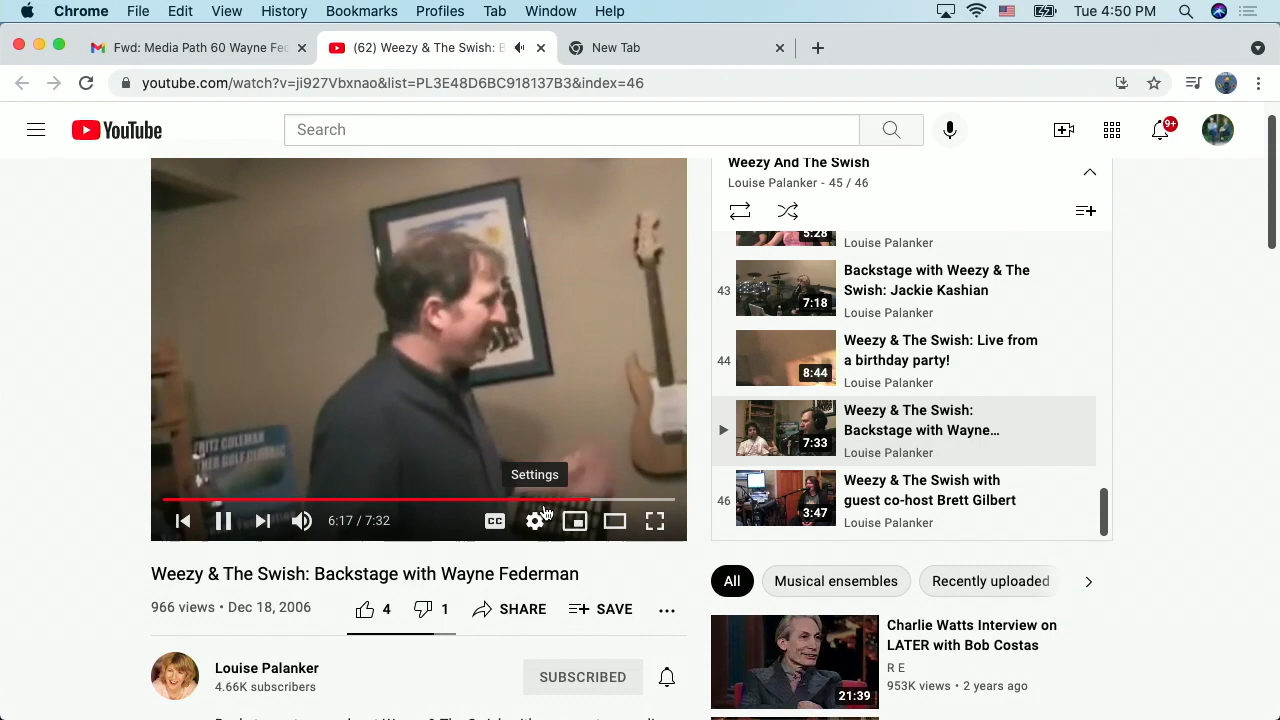 Chrome File Edit View History Bookmarks Profiles Tab Window Help Tue 4:50 PM
Fwd: Media Path 60 Wayne Fed
(62) Weezy & The Swish: B
New Tab
youtube.com/watch?v=ji927Vbxnao&list=PL3E48D6BC918137B3&index=46
YouTube
Search
9+
FRITZ COLEMAN
Settings
6:17 / 7:32
CC
Weezy & The Swish: Backstage with Wayne Federman
966 views • Dec 18, 2006
4
1
SHARE
SAVE
Louise Palanker
4.66K subscribers
SUBSCRIBED
Weezy And The Swish
Louise Palanker - 45 / 46
5:28
Louise Palanker
43
7:18
Backstage with Weezy & The
Swish: Jackie Kashian
Louise Palanker
44
8:44
Weezy & The Swish: Live from
a birthday party!
Louise Palanker
7:33
Weezy & The Swish:
Backstage with Wayne…
Louise Palanker
46
3:47
Weezy & The Swish with
guest co-host Brett Gilbert
Louise Palanker
All
Musical ensembles
Recently uploaded
21:39
Charlie Watts Interview on
LATER with Bob Costas
R E
953K views • 2 years ago